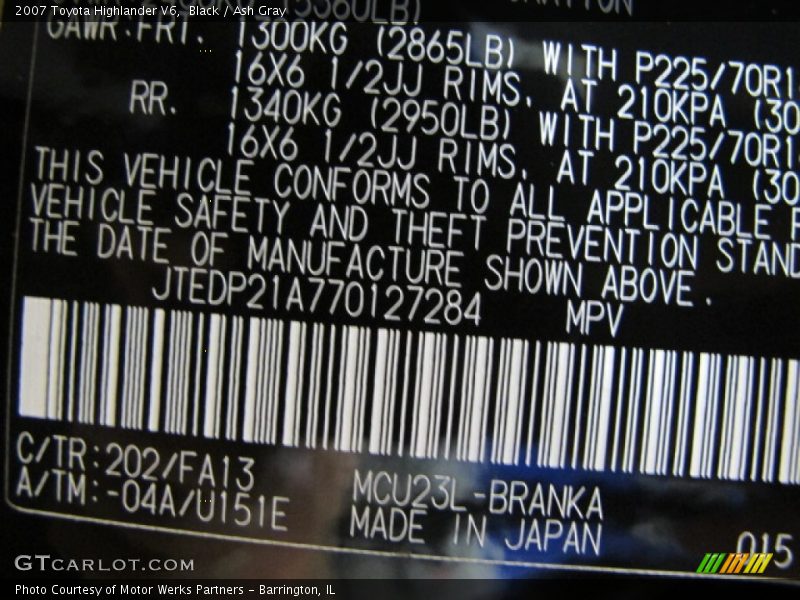 2007 Toyota Highlander V6, Black / Ash Gray
GAWR.FRT. 1300KG (2865LB) WITH P225/70R1
16X6 1/2JJ RIMS, AT 210KPA (30
RR. 1340KG (2950LB) WITH P225/70R1
16X6 1/2JJ RIMS, AT 210KPA (30
THIS VEHICLE CONFORMS TO ALL APPLICABLE F
VEHICLE SAFETY AND THEFT PREVENTION STAND
THE DATE OF MANUFACTURE SHOWN ABOVE.
JTEDP21A770127284 MPV
C/TR:202/FA13
A/TM:-04A/U151E
MCU23L-BRANKA
MADE IN JAPAN
015
GTCARLOT.COM
Photo Courtesy of Motor Werks Partners - Barrington, IL